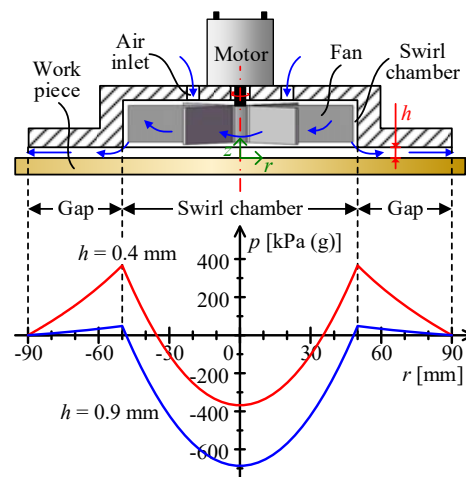 Air
inlet
Motor
Fan
Swirl
chamber
Work
piece
h
z
r
Gap
Swirl chamber
Gap
h = 0.4 mm
p [kPa (g)]
400
200
-90
-60
-30
0
30
60
90
-200
r [mm]
-400
h = 0.9 mm
-600